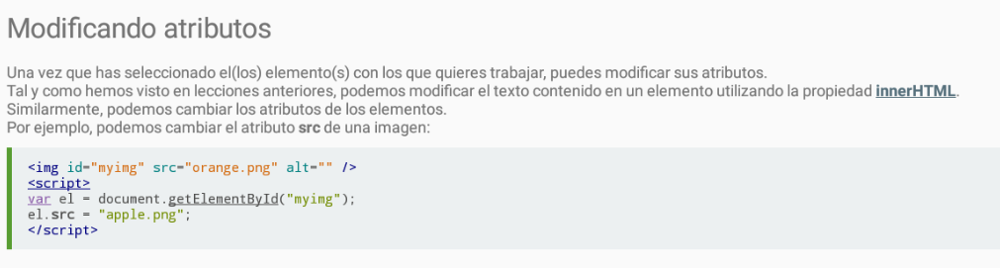 Modificando atributos
Una vez que has seleccionado el(los) elemento(s) con los que quieres trabajar, puedes modificar sus atributos.
Tal y como hemos visto en lecciones anteriores, podemos modificar el texto contenido en un elemento utilizando la propiedad innerHTML.
Similarmente, podemos cambiar los atributos de los elementos.
Por ejemplo, podemos cambiar el atributo src de una imagen:
<img id="myimg" src="orange.png" alt="" />
<script>
var el = document.getElementById("myimg");
el.src = "apple.png";
</script>